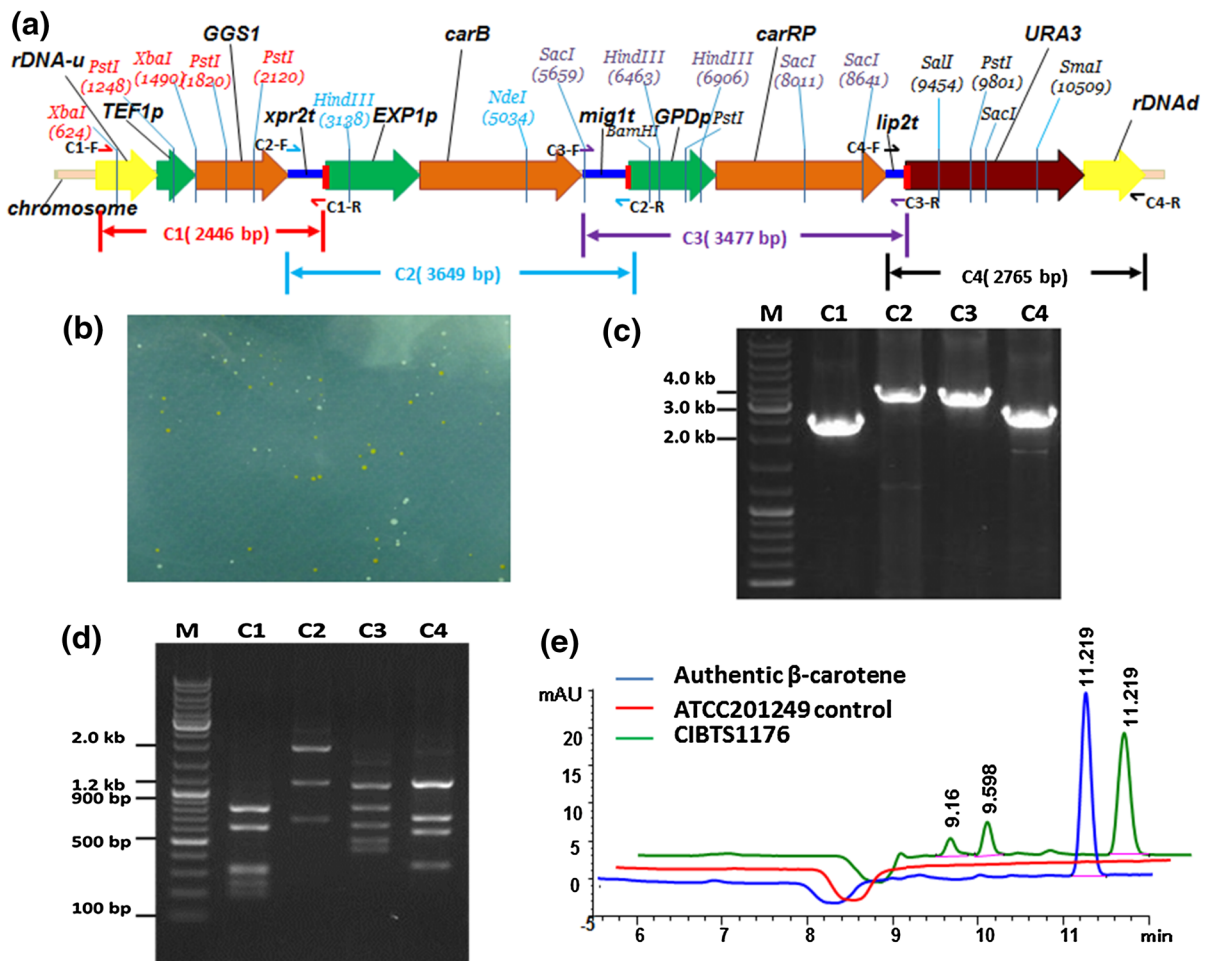 (a)
GGS1
carB
carRP
URA3
rDNA-u
PstI
(1248)
XbaI
(1490)
PstI
(1820)
PstI
(2120)
SacI
(5659)
HindIII
(6463)
HindIII
(6906)
SacI
(8011)
SacI
(8641)
SalI
(9454)
PstI
(9801)
SmaI
(10509)
XbaI
(624)
TEF1p
xpr2t
HindIII
(3138)
EXP1p
NdeI
(5034)
mig1t
BamHI
GPDp
PstI
lip2t
SacI
rDNAd
C1-F
C2-F
C3-F
C4-F
chromosome
C1-R
C2-R
C3-R
C4-R
C1( 2446 bp)
C2( 3649 bp)
C3( 3477 bp)
C4( 2765 bp)
(b)
(c)
M C1 C2 C3 C4
4.0 kb
3.0 kb
2.0 kb
(d)
M C1 C2 C3 C4
2.0 kb
1.2 kb
900 bp
500 bp
100 bp
(e)
mAU
Authentic β-carotene
ATCC201249 control
CIBTS1176
20
15
10
5
0
-5
9.16
9.598
11.219
11.219
6 7 8 9 10 11 min